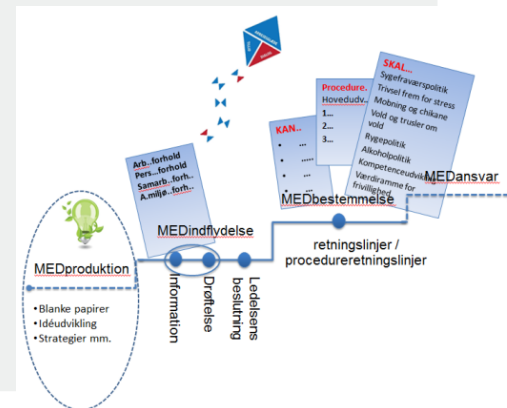 Arb..forhold
Pers...forhold
Samarb..forh..
A.miljø..forh..
KAN..
• ...
• .....
• ...
• ...
Procedure.
Hovedudv..
1...
2...
3...
SKAL...
Sygefraværspolitik
Trivsel frem for stress
Mobning og chikane
Vold og trusler om
vold
Rygepolitik
Alkoholpolitik
Kompetenceudvikling
Værdiramme for
frivillighed
MEDproduktion
• Blanke papirer
• Idéudvikling
• Strategier mm.
MEDindflydelse
Information
Drøftelse
Ledelsens
beslutning
MEDbestemmelse
retningslinjer /
procedureretningslinjer
MEDansvar